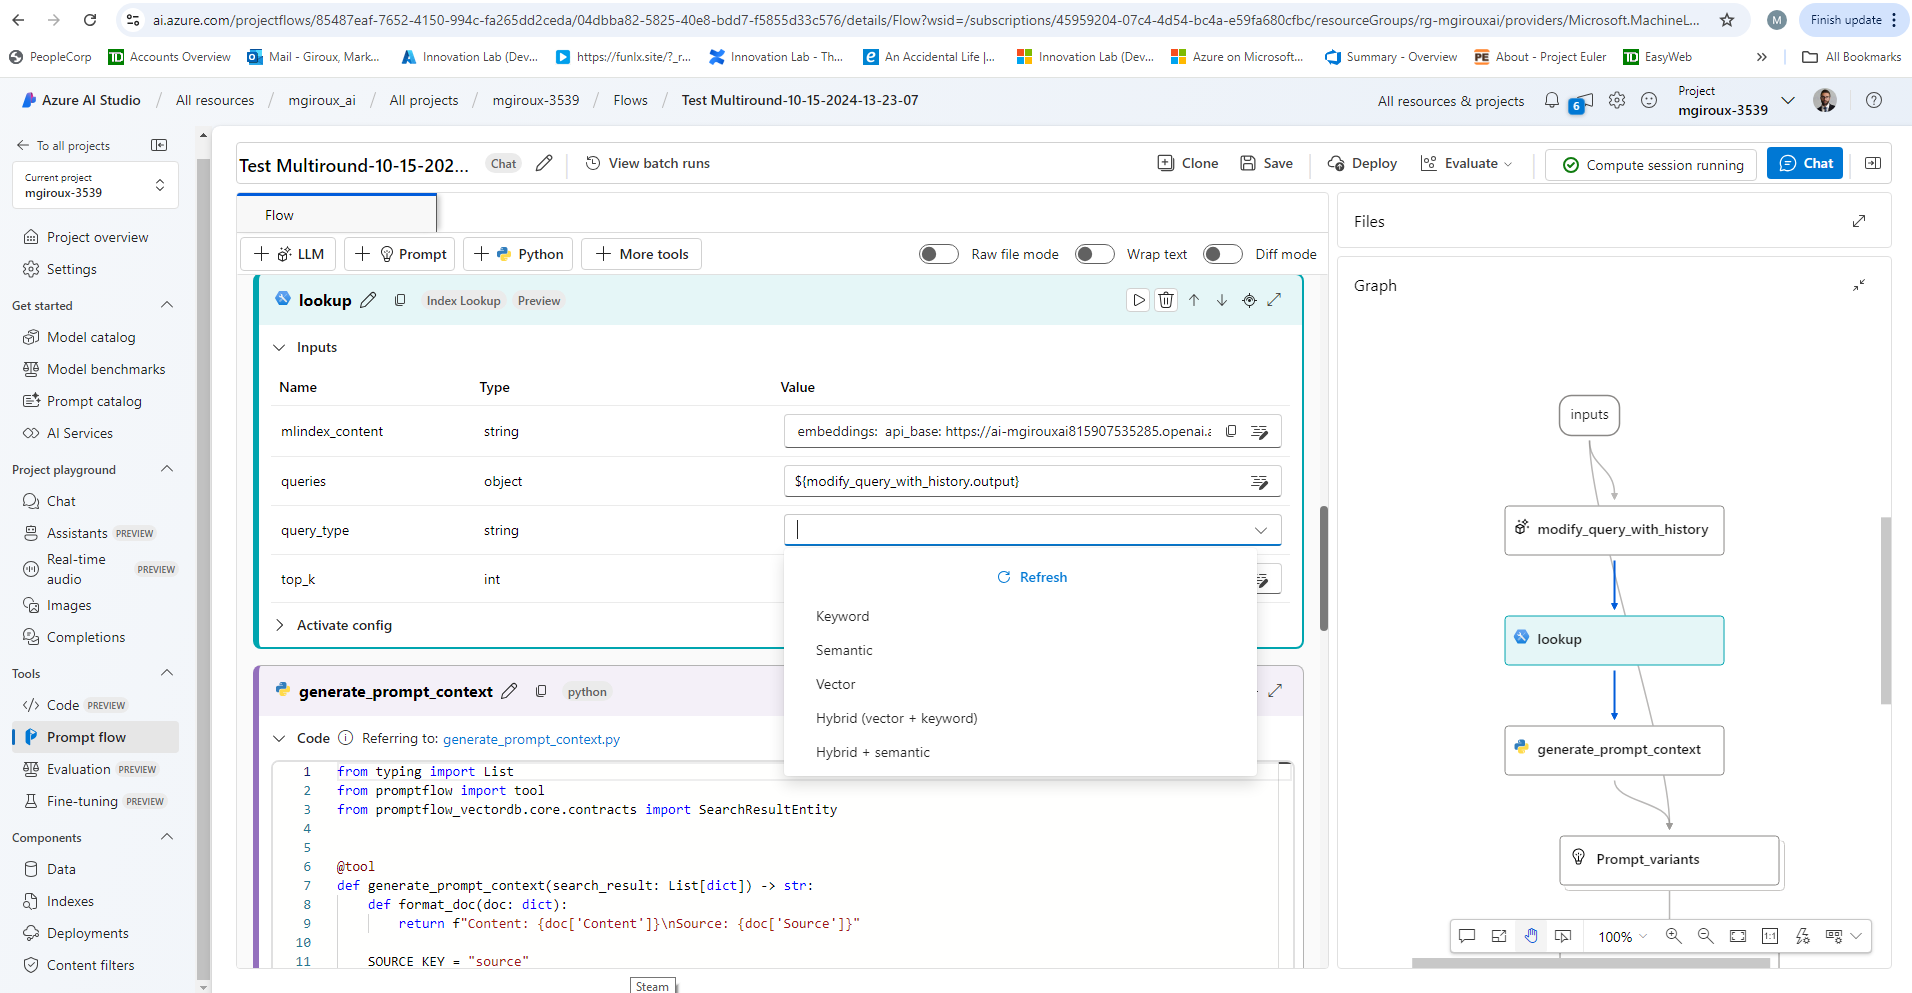 ai.azure.com/projectflows/85487eaf-7652-4150-994c-fa265dd2ceda/04dbba82-5825-40e8-bdd7-f5855d33c576/details/Flow?wsid=/subscriptions/45959204-07c4-4d54-bc4a-e59fa680cfbc/resourceGroups/rg-mgirouxai/providers/Microsoft.MachineL...
M
Finish update
PeopleCorp
TD Accounts Overview
Mail - Giroux, Mark...
Innovation Lab (Dev...
https://funlx.site/?_r...
Innovation Lab - Th...
An Accidental Life |...
Innovation Lab (Dev...
Azure on Microsoft...
Summary - Overview
PE About - Project Euler
TD EasyWeb
All Bookmarks
Azure AI Studio / All resources / mgiroux_ai / All projects / mgiroux-3539 / Flows / Test Multiround-10-15-2024-13-23-07
All resources & projects
6
Project
mgiroux-3539
To all projects
Current project
mgiroux-3539
Project overview
Settings
Get started
Model catalog
Model benchmarks
Prompt catalog
AI Services
Project playground
Chat
Assistants PREVIEW
Real-time audio PREVIEW
Images
Completions
Tools
Code PREVIEW
Prompt flow
Evaluation PREVIEW
Fine-tuning PREVIEW
Components
Data
Indexes
Deployments
Content filters
Test Multiround-10-15-202...
Chat
View batch runs
Clone
Save
Deploy
Evaluate
Compute session running
Chat
Flow
LLM
Prompt
Python
More tools
Raw file mode
Wrap text
Diff mode
lookup
Index Lookup
Preview
Inputs
Name Type Value
mlindex_content string embeddings: api_base: https://ai-mgirouxai815907535285.openai.a
queries object ${modify_query_with_history.output}
query_type string
top_k int
Refresh
Keyword
Semantic
Vector
Hybrid (vector + keyword)
Hybrid + semantic
Activate config
generate_prompt_context
python
Code Referring to: generate_prompt_context.py
1 from typing import List
2 from promptflow import tool
3 from promptflow_vectordb.core.contracts import SearchResultEntity
4
5
6 @tool
7 def generate_prompt_context(search_result: List[dict]) -> str:
8 def format_doc(doc: dict):
9 return f"Content: {doc['Content']}\nSource: {doc['Source']}"
10
11 SOURCE_KEY = "source"
Files
Graph
inputs
modify_query_with_history
lookup
generate_prompt_context
Prompt_variants
100%
1:1
Steam